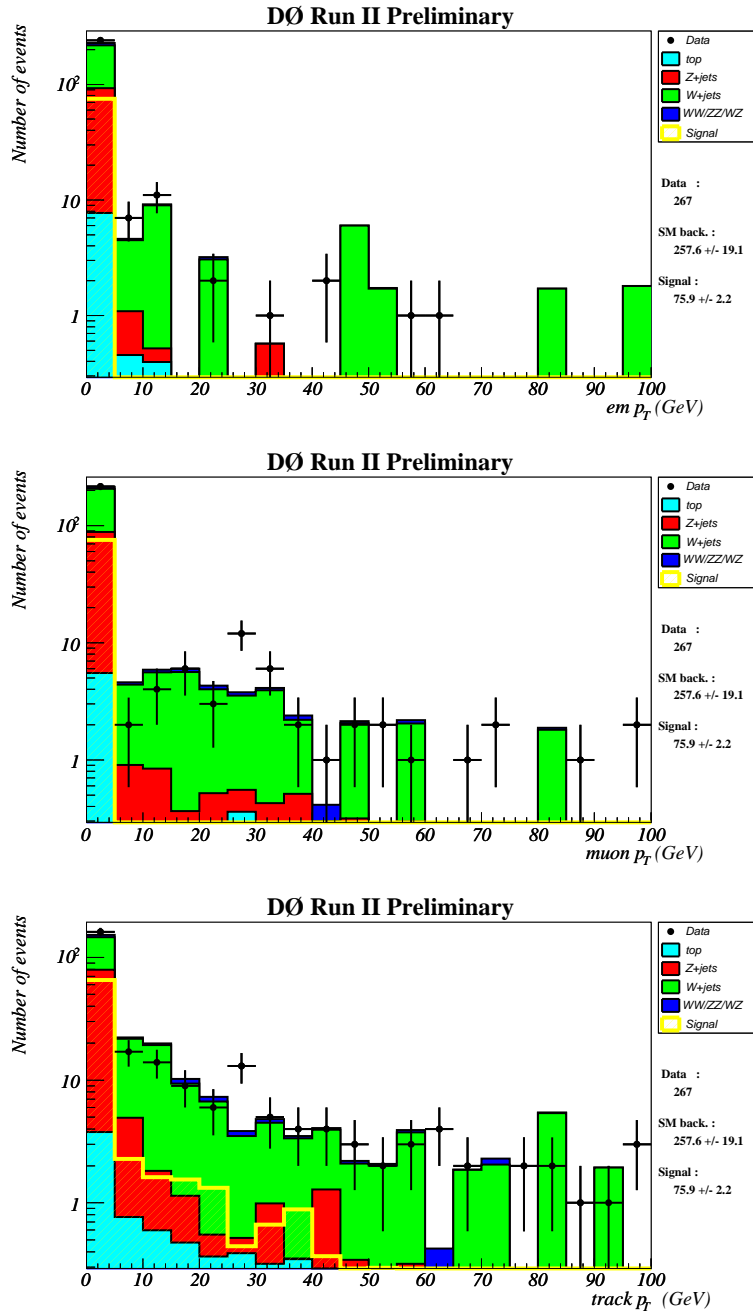 DØ Run II Preliminary
Number of events
10²
10
1
0 10 20 30 40 50 60 70 80 90 100
em p_T (GeV)
Data
top
Z+jets
W+jets
WW/ZZ/WZ
Signal
Data :
267
SM back. :
257.6 +/- 19.1
Signal :
75.9 +/- 2.2
DØ Run II Preliminary
Number of events
10²
10
1
0 10 20 30 40 50 60 70 80 90 100
muon p_T (GeV)
Data
top
Z+jets
W+jets
WW/ZZ/WZ
Signal
Data :
267
SM back. :
257.6 +/- 19.1
Signal :
75.9 +/- 2.2
DØ Run II Preliminary
Number of events
10²
10
1
0 10 20 30 40 50 60 70 80 90 100
track p_T (GeV)
Data
top
Z+jets
W+jets
WW/ZZ/WZ
Signal
Data :
267
SM back. :
257.6 +/- 19.1
Signal :
75.9 +/- 2.2